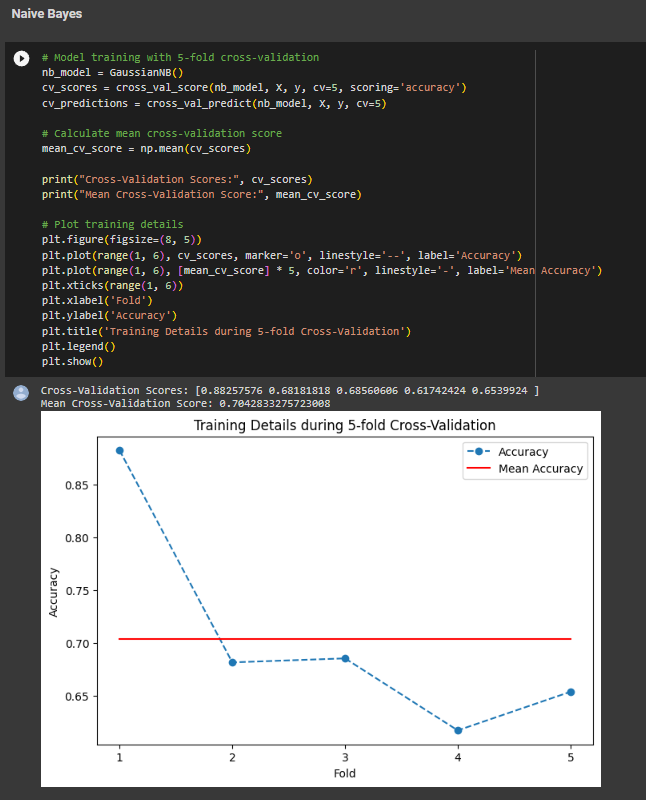 Naive Bayes
# Model training with 5-fold cross-validation
nb_model = GaussianNB()
cv_scores = cross_val_score(nb_model, X, y, cv=5, scoring='accuracy')
cv_predictions = cross_val_predict(nb_model, X, y, cv=5)
# Calculate mean cross-validation score
mean_cv_score = np.mean(cv_scores)
print("Cross-Validation Scores:", cv_scores)
print("Mean Cross-Validation Score:", mean_cv_score)
# Plot training details
plt.figure(figsize=(8, 5))
plt.plot(range(1, 6), cv_scores, marker='o', linestyle='--', label='Accuracy')
plt.plot(range(1, 6), [mean_cv_score] * 5, color='r', linestyle='-', label='Mean Accuracy')
plt.xticks(range(1, 6))
plt.xlabel('Fold')
plt.ylabel('Accuracy')
plt.title('Training Details during 5-fold Cross-Validation')
plt.legend()
plt.show()
Cross-Validation Scores: [0.88257576 0.68181818 0.68560606 0.61742424 0.6539924 ]
Mean Cross-Validation Score: 0.7042833275723008
Training Details during 5-fold Cross-Validation
Accuracy
Mean Accuracy
0.85
0.80
0.75
0.70
0.65
Accuracy
1 2 3 4 5
Fold